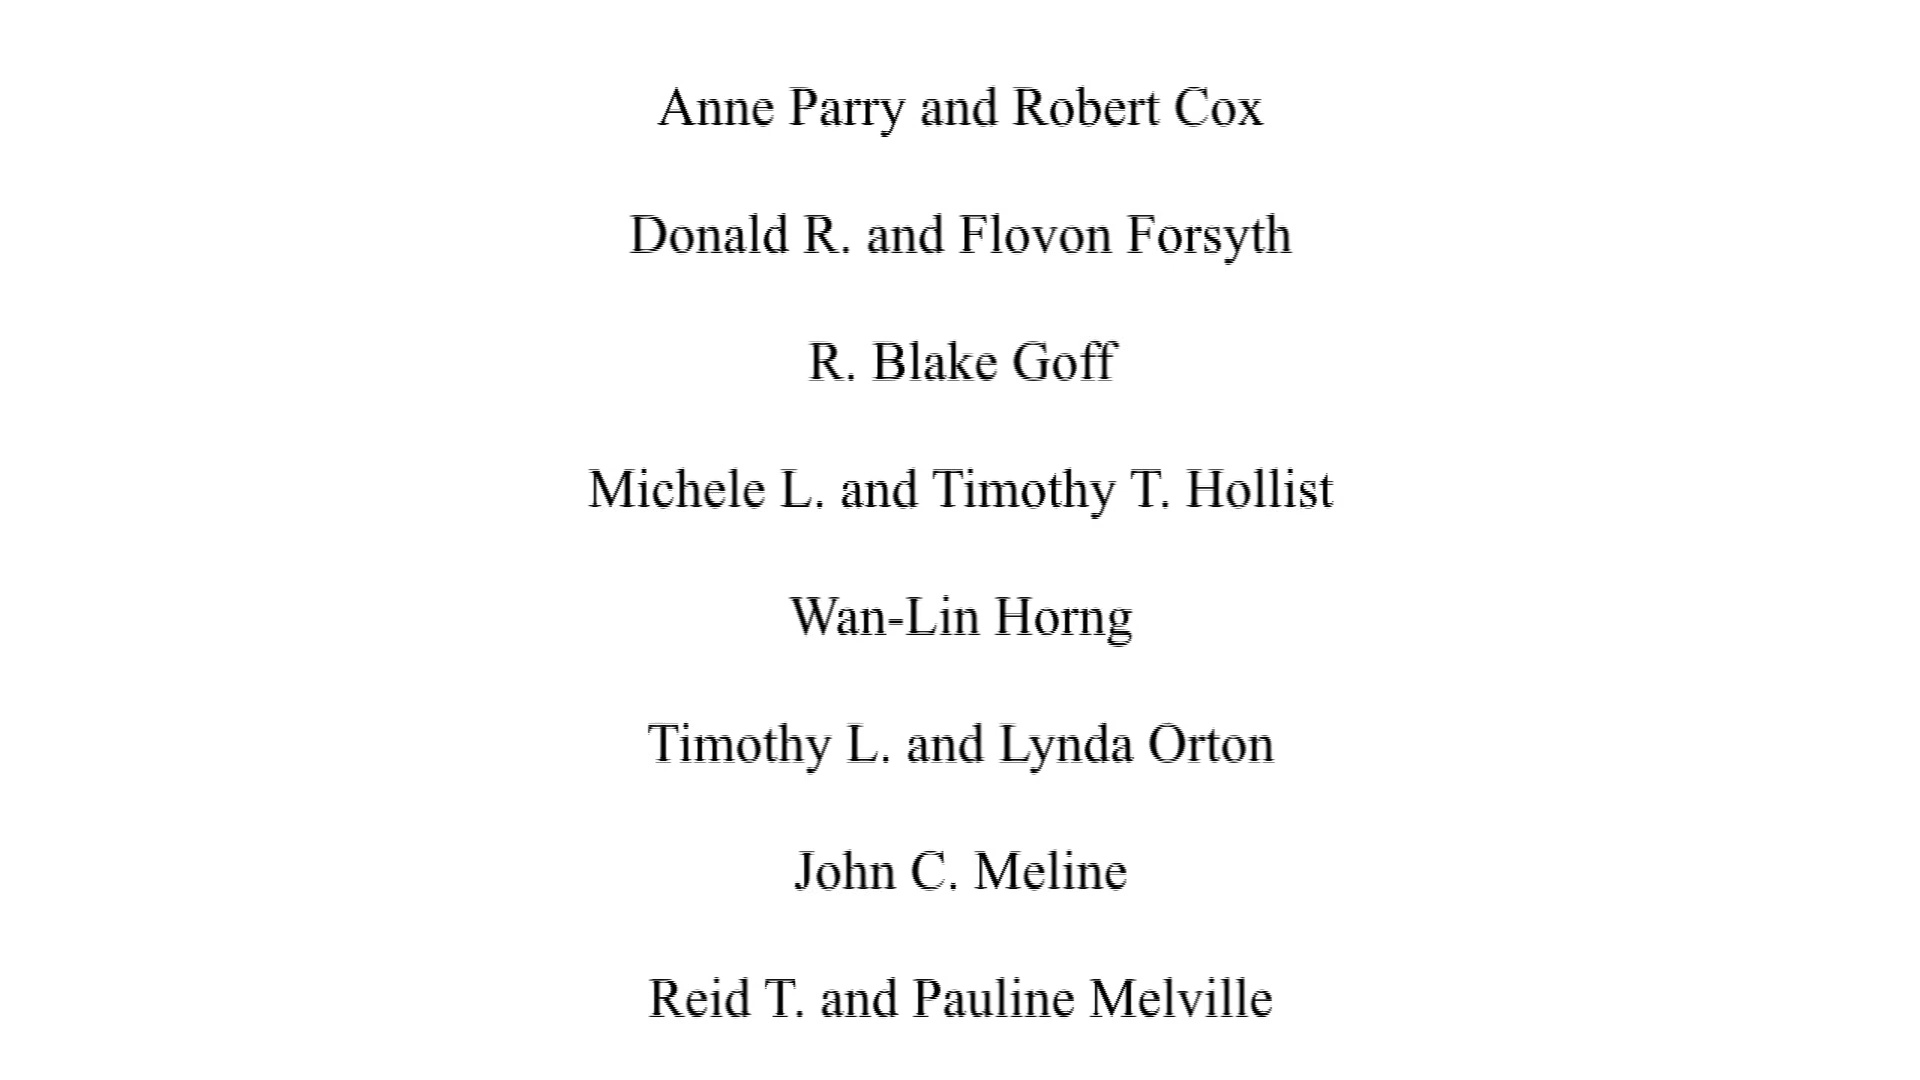 Anne Parry and Robert Cox
Donald R. and Flovon Forsyth
R. Blake Goff
Michele L. and Timothy T. Hollist
Wan-Lin Horng
Timothy L. and Lynda Orton
John C. Meline
Reid T. and Pauline Melville